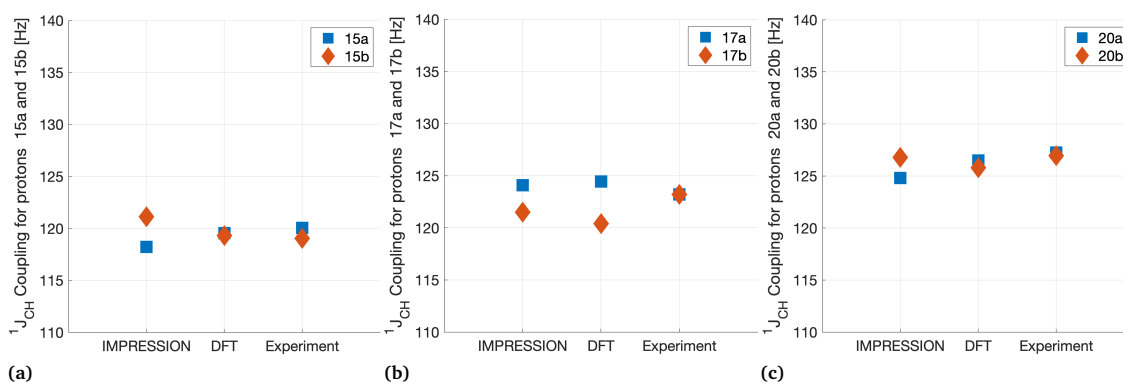 ¹J_CH Coupling for protons 15a and 15b [Hz]
140
135
130
125
120
115
110
IMPRESSION DFT Experiment
15a
15b
(a)
¹J_CH Coupling for protons 17a and 17b [Hz]
140
135
130
125
120
115
110
IMPRESSION DFT Experiment
17a
17b
(b)
¹J_CH Coupling for protons 20a and 20b [Hz]
140
135
130
125
120
115
110
IMPRESSION DFT Experiment
20a
20b
(c)